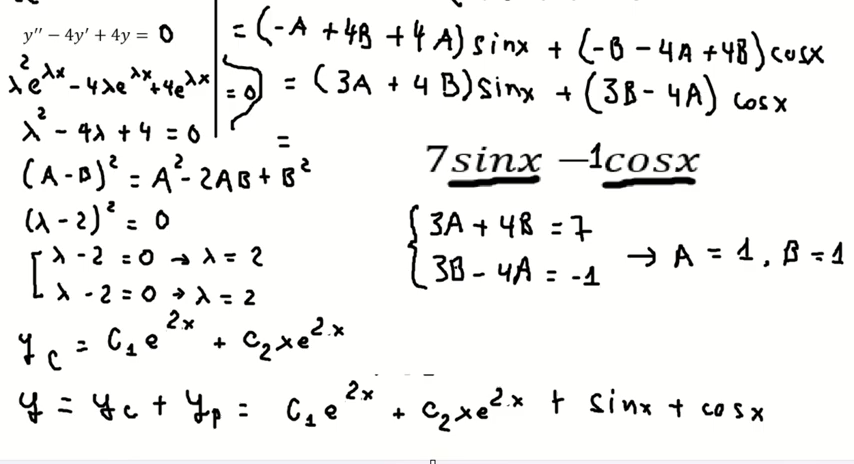 y″ − 4y′ + 4y = 0
λ²e^λx − 4λe^λx + 4e^λx = 0
λ² − 4λ + 4 = 0
(A − B)² = A² − 2AB + B²
(λ − 2)² = 0
[ λ − 2 = 0 → λ = 2
λ − 2 = 0 → λ = 2
y_c = C₁e^2x + C₂xe^2x
= (−A + 4B + 4A) sinx + (−B − 4A + 4B) cosx
= (3A + 4B) sinx + (3B − 4A) cosx
=
7sinx −1cosx
{ 3A + 4B = 7
3B − 4A = −1 → A = 1, B = 1
y = y_c + y_p = C₁e^2x + C₂xe^2x + sinx + cosx